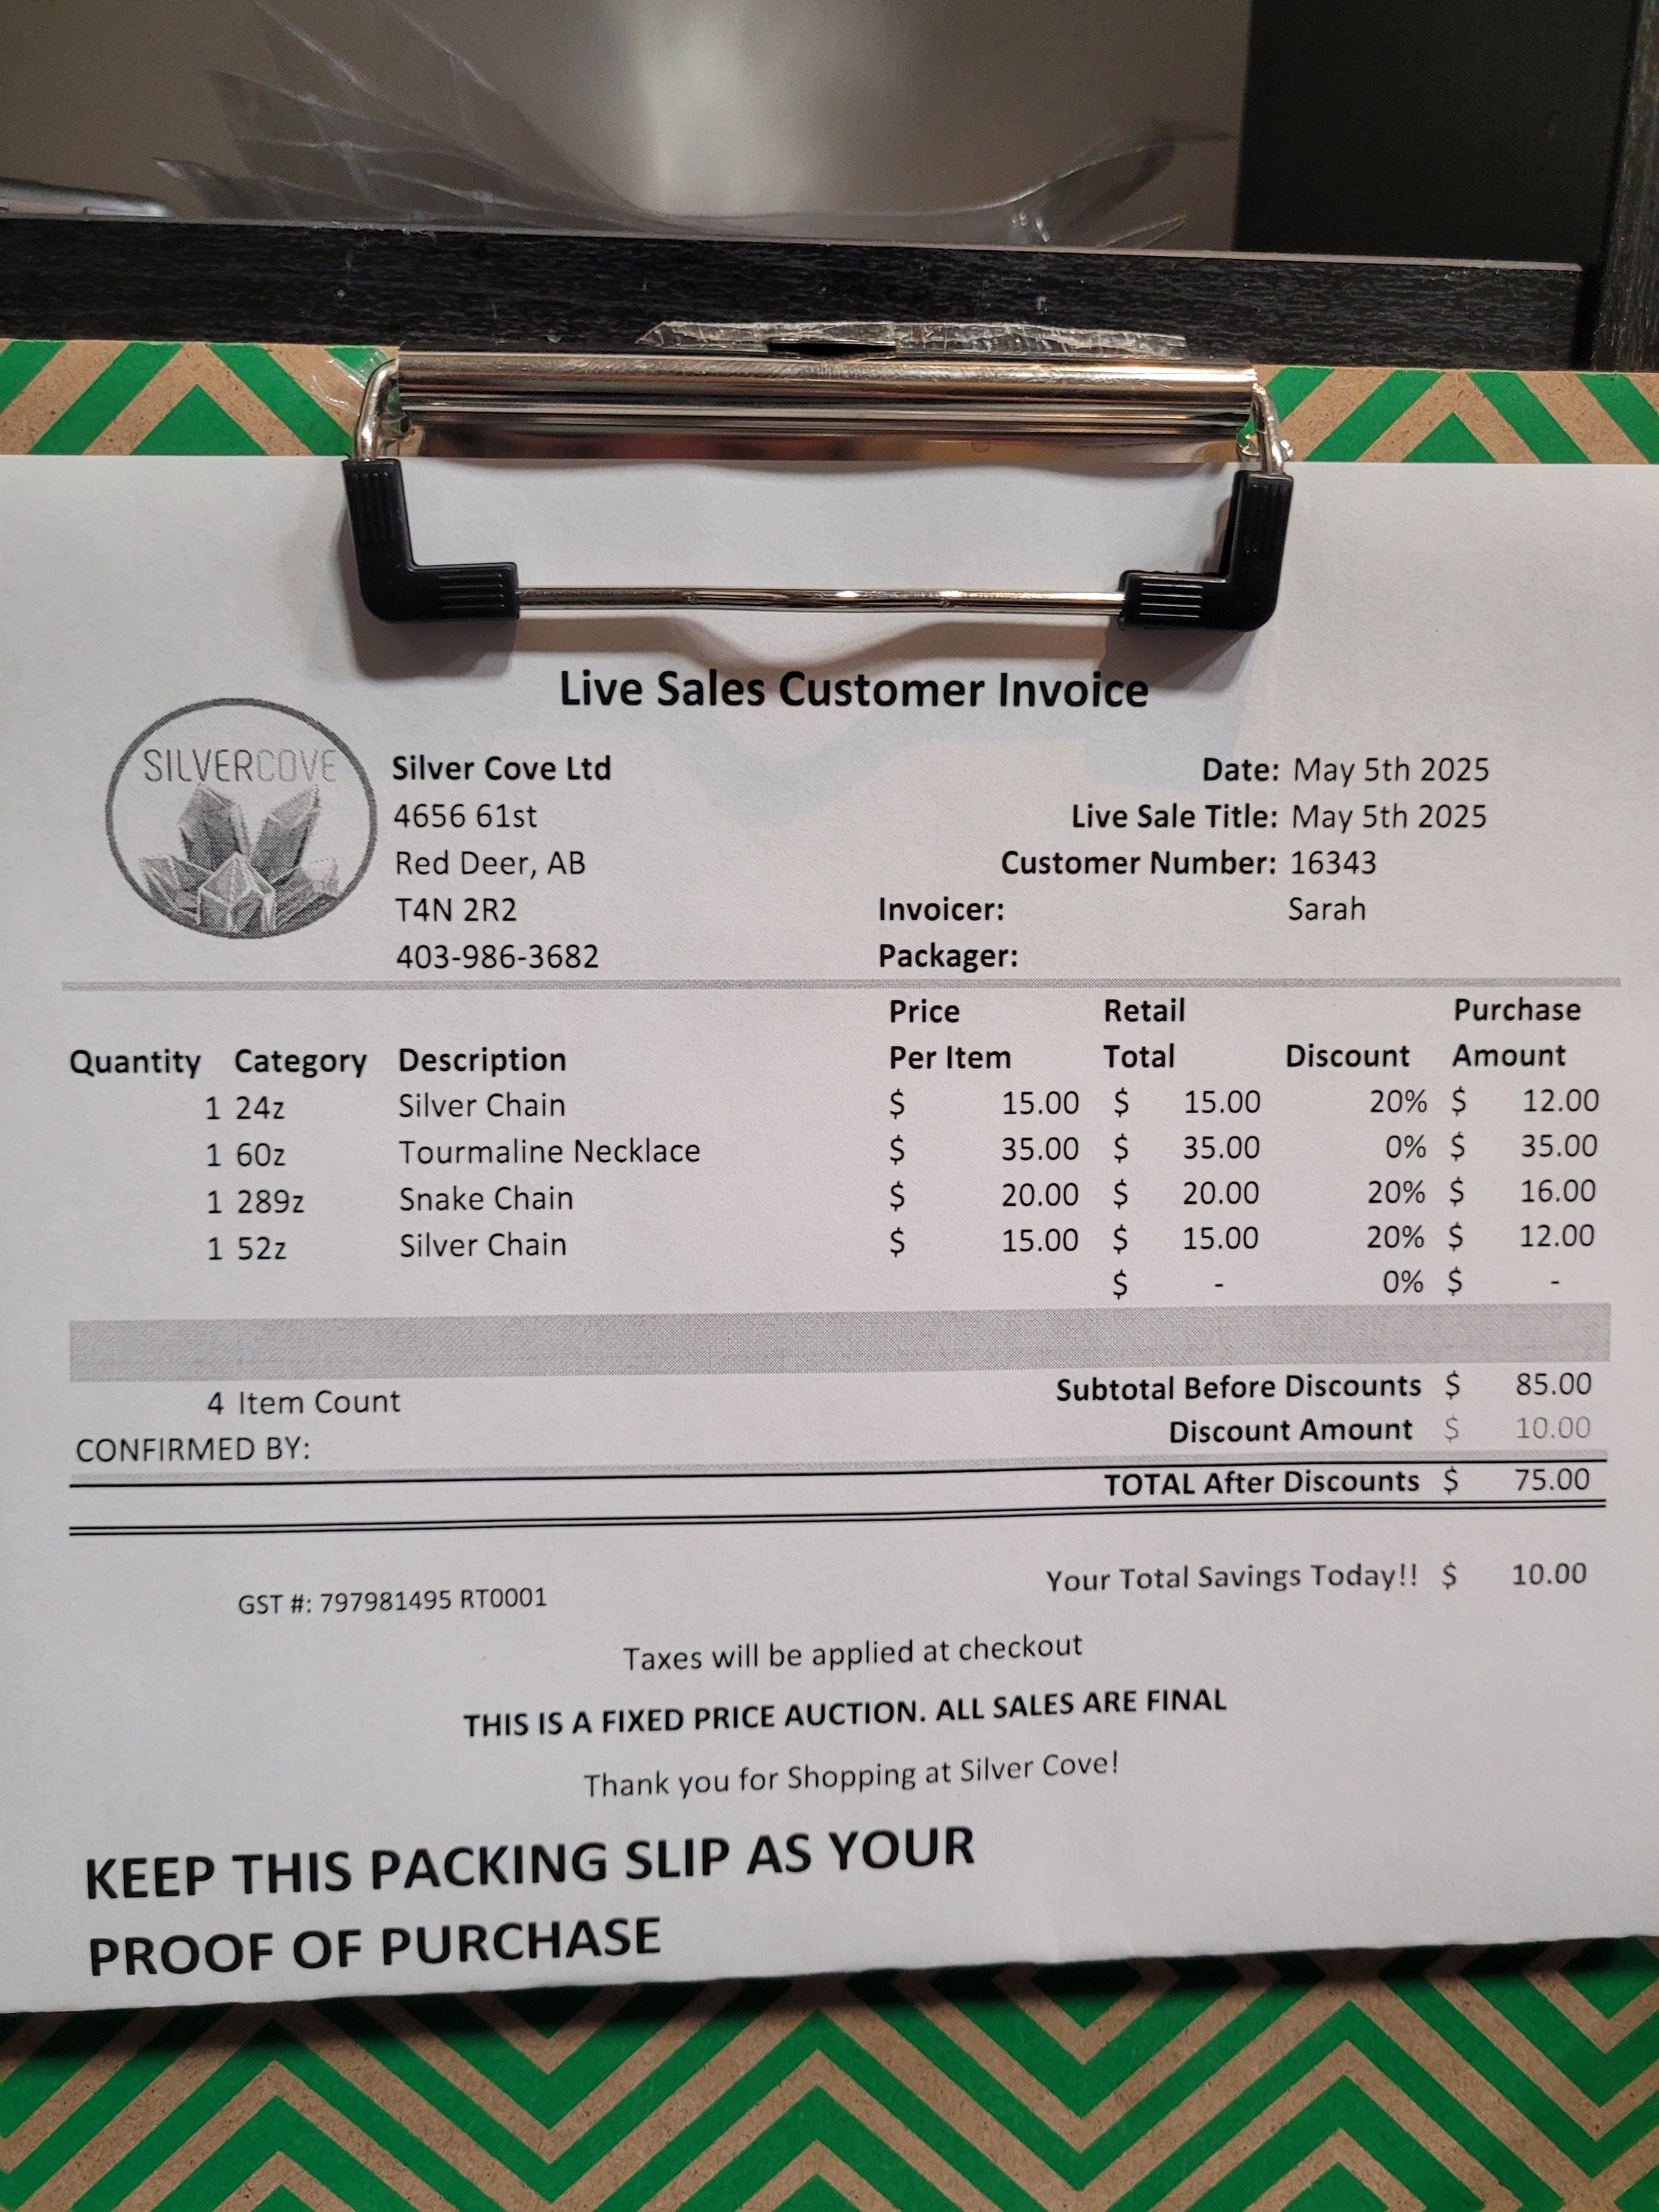 Live Sales Customer Invoice
SILVERCOVE
Silver Cove Ltd
4656 61st
Red Deer, AB
T4N 2R2
403-986-3682
Date: May 5th 2025
Live Sale Title: May 5th 2025
Customer Number: 16343
Invoicer: Sarah
Packager:
Price Retail Purchase
Quantity Category Description Per Item Total Discount Amount
1 24z Silver Chain $ 15.00 $ 15.00 20% $ 12.00
1 60z Tourmaline Necklace $ 35.00 $ 35.00 0% $ 35.00
1 289z Snake Chain $ 20.00 $ 20.00 20% $ 16.00
1 52z Silver Chain $ 15.00 $ 15.00 20% $ 12.00
$ - 0% $ -
4 Item Count Subtotal Before Discounts $ 85.00
Discount Amount $ 10.00
CONFIRMED BY:
TOTAL After Discounts $ 75.00
Your Total Savings Today!! $ 10.00
GST #: 797981495 RT0001
Taxes will be applied at checkout
THIS IS A FIXED PRICE AUCTION. ALL SALES ARE FINAL
Thank you for Shopping at Silver Cove!
KEEP THIS PACKING SLIP AS YOUR
PROOF OF PURCHASE